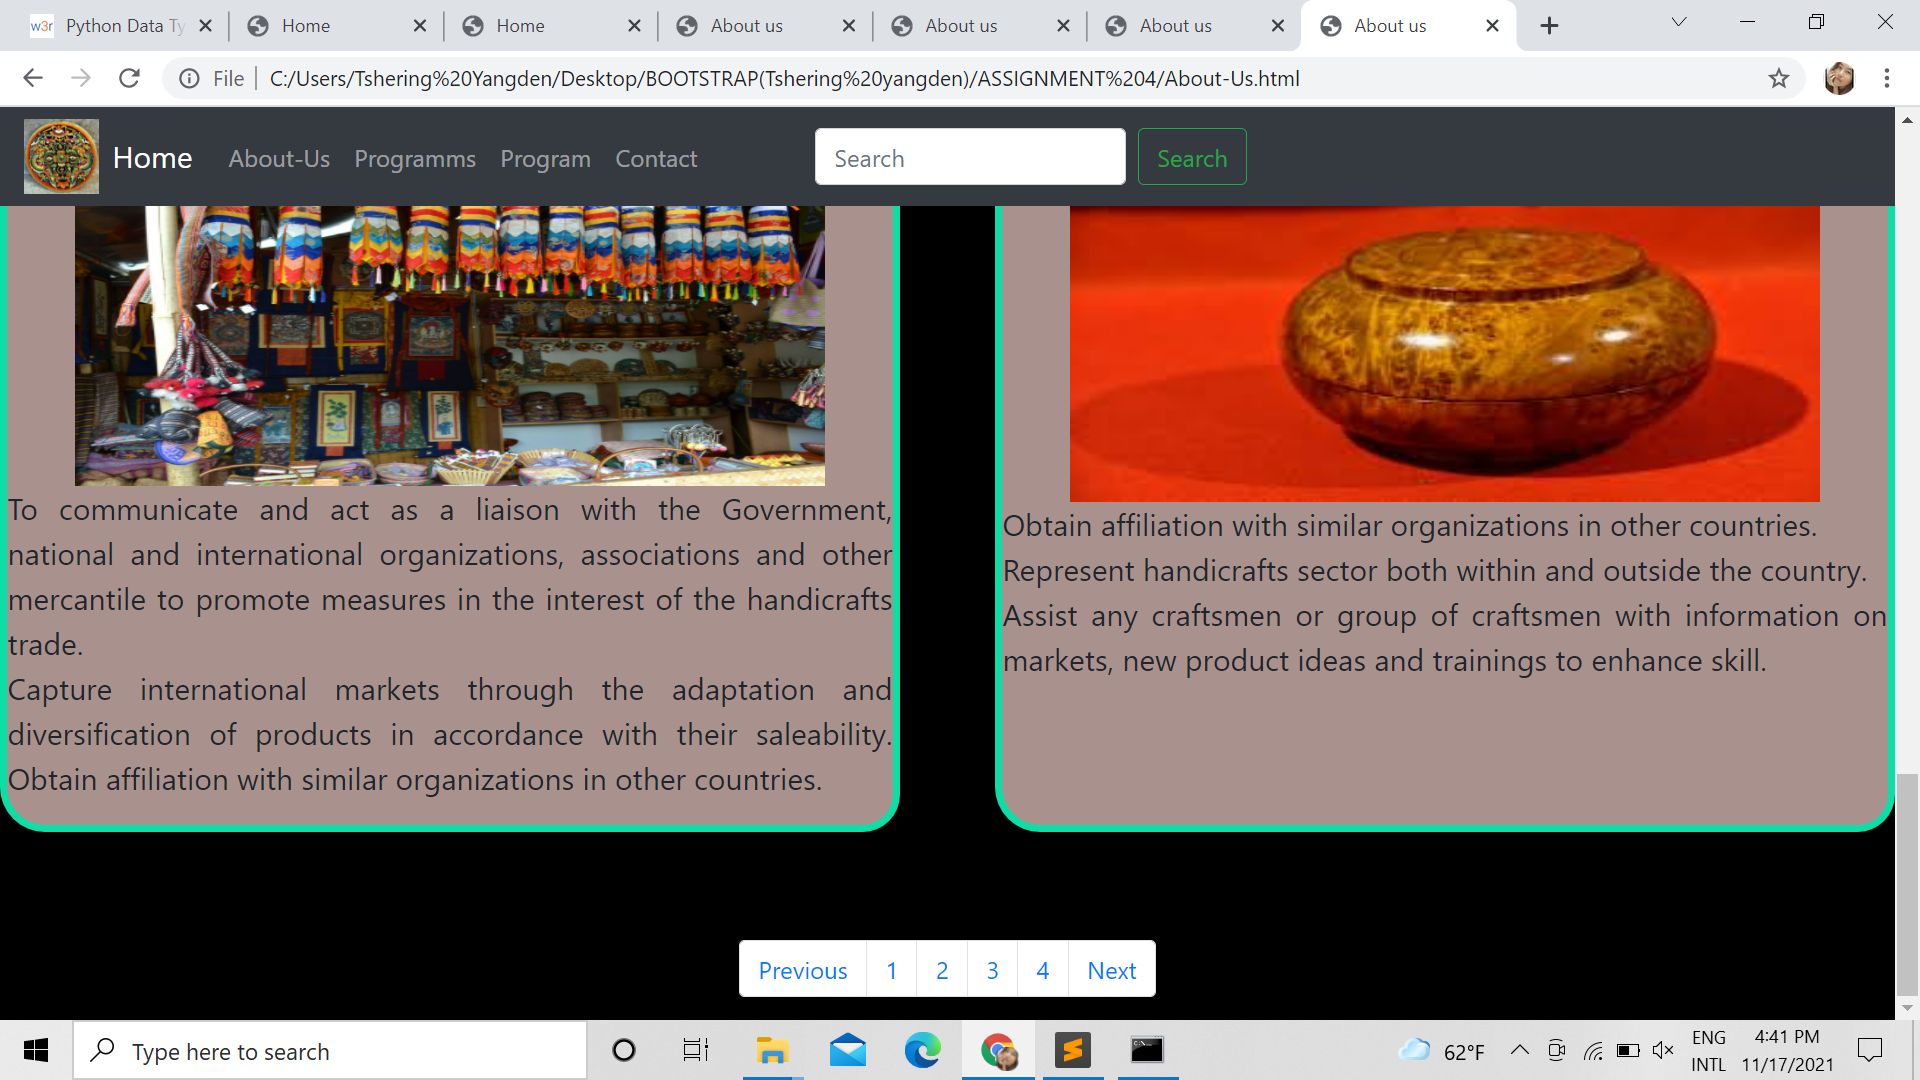 w3r Python Data Ty
Home
Home
About us
About us
About us
About us
File
C:/Users/Tshering%20Yangden/Desktop/BOOTSTRAP(Tshering%20yangden)/ASSIGNMENT%204/About-Us.html
Home About-Us Programms Program Contact
Search
Search
To communicate and act as a liaison with the Government,
national and international organizations, associations and other
mercantile to promote measures in the interest of the handicrafts
trade.
Capture international markets through the adaptation and
diversification of products in accordance with their saleability.
Obtain affiliation with similar organizations in other countries.
Obtain affiliation with similar organizations in other countries.
Represent handicrafts sector both within and outside the country.
Assist any craftsmen or group of craftsmen with information on
markets, new product ideas and trainings to enhance skill.
Previous 1 2 3 4 Next
Type here to search
62°F
ENG
INTL
4:41 PM
11/17/2021